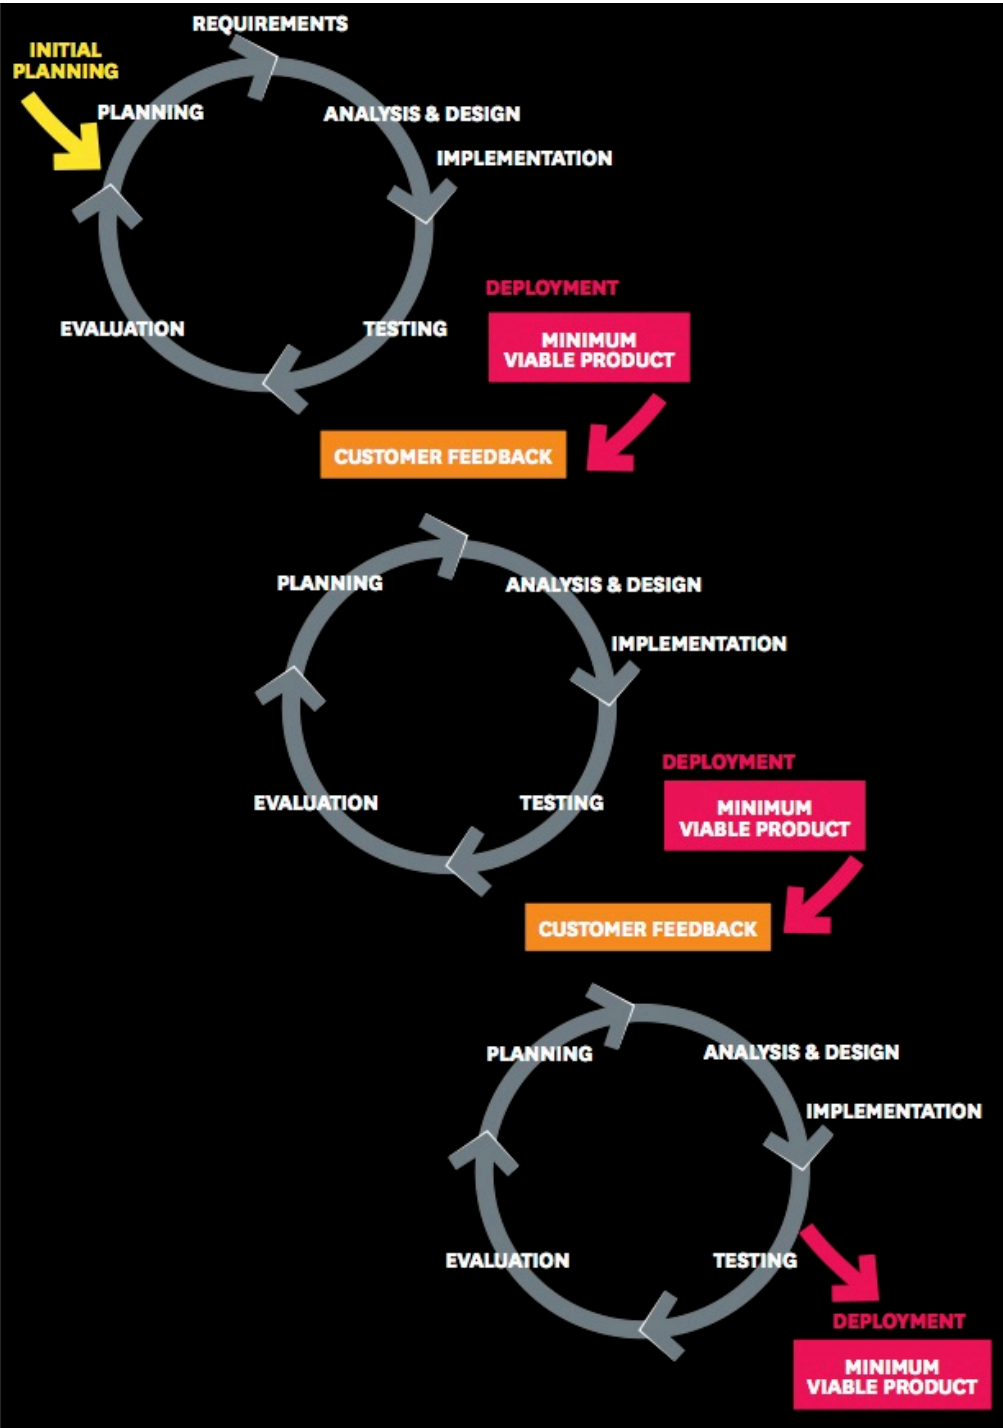 REQUIREMENTS
INITIAL
PLANNING
PLANNING
ANALYSIS & DESIGN
IMPLEMENTATION
DEPLOYMENT
MINIMUM
VIABLE PRODUCT
EVALUATION
TESTING
CUSTOMER FEEDBACK
PLANNING
ANALYSIS & DESIGN
IMPLEMENTATION
DEPLOYMENT
MINIMUM
VIABLE PRODUCT
EVALUATION
TESTING
CUSTOMER FEEDBACK
PLANNING
ANALYSIS & DESIGN
IMPLEMENTATION
EVALUATION
TESTING
DEPLOYMENT
MINIMUM
VIABLE PRODUCT